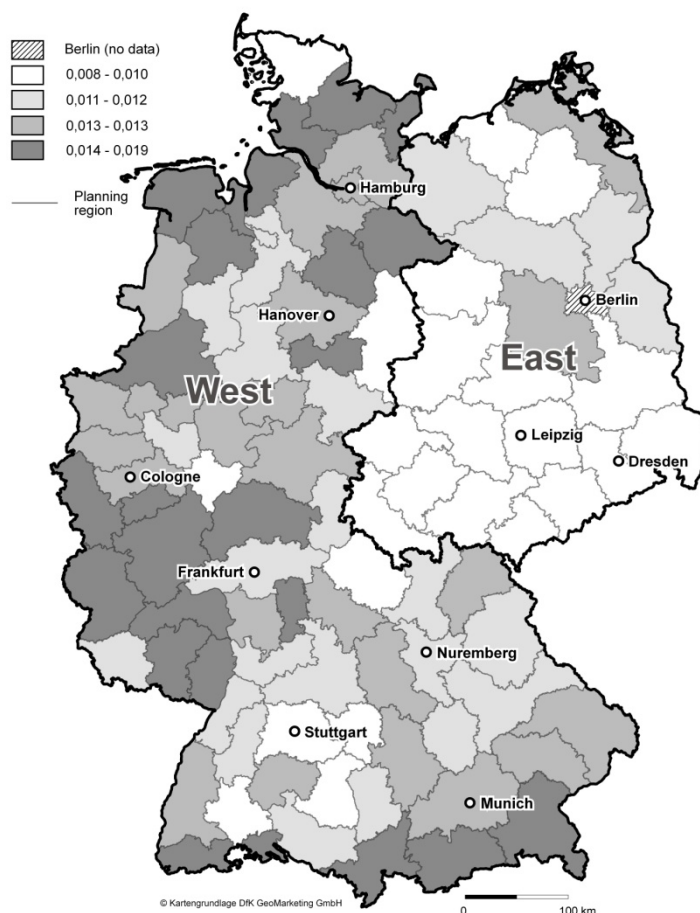 Berlin (no data)
0,008 - 0,010
0,011 - 0,012
0,013 - 0,013
0,014 - 0,019
Planning
region
Hamburg
Berlin
Hanover
East
West
Leipzig
Dresden
Cologne
Frankfurt
Nuremberg
Stuttgart
Munich
© Kartengrundlage DfK GeoMarketing GmbH
0 100 km